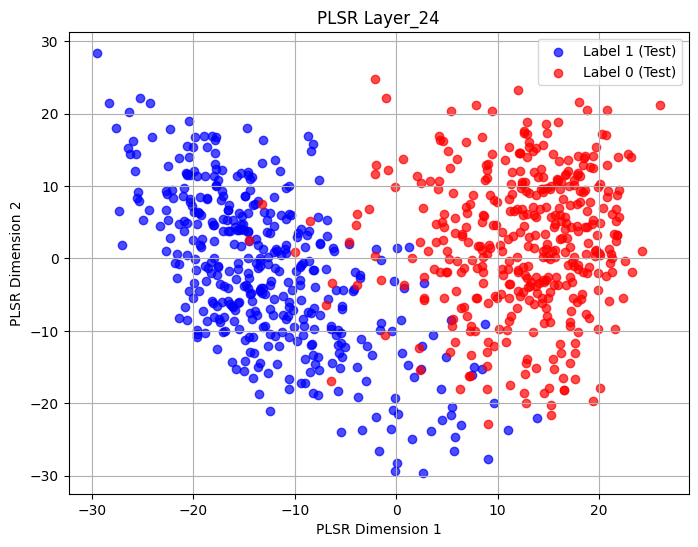 PLSR Layer_24
Label 1 (Test)
Label 0 (Test)
PLSR Dimension 2
30
20
10
0
−10
−20
−30
−30
−20
−10
0
10
20
PLSR Dimension 1